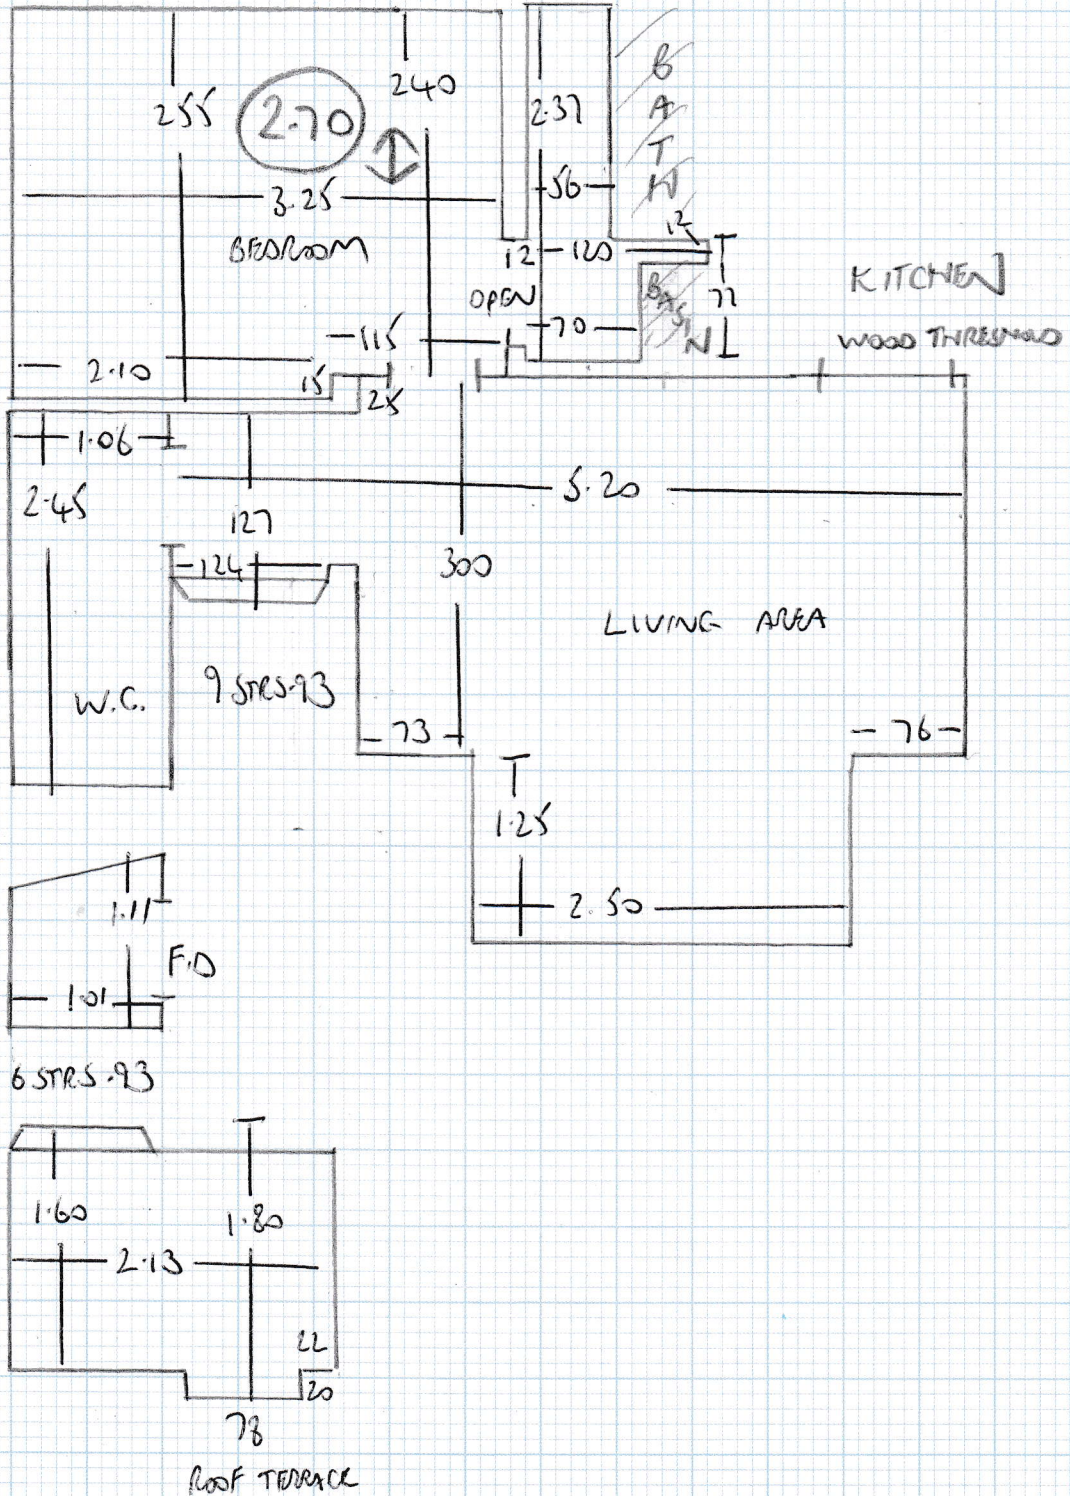 255
2.70
240
2.37
BATH
3.25
56
BEDROOM
12
12
120
OPEN
77
BASIN
KITCHEN
70
WOOD THRESHOLD
115
2.10
15
25
1.06
2.45
5.20
127
124
300
LIVING AREA
W.C.
9 STRS.93
73
76
1.25
2.50
1.11
F.D
1.01
6 STRS.93
1.60
1.80
2.13
22
20
78
ROOF TERRACE